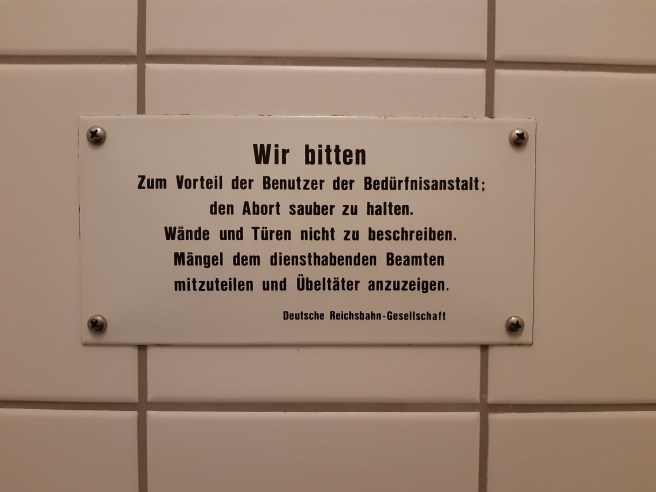 Wir bitten
Zum Vorteil der Benutzer der Bedürfnisanstalt;
den Abort sauber zu halten.
Wände und Türen nicht zu beschreiben.
Mängel dem diensthabenden Beamten
mitzuteilen und Übeltäter anzuzeigen.
Deutsche Reichsbahn-Gesellschaft